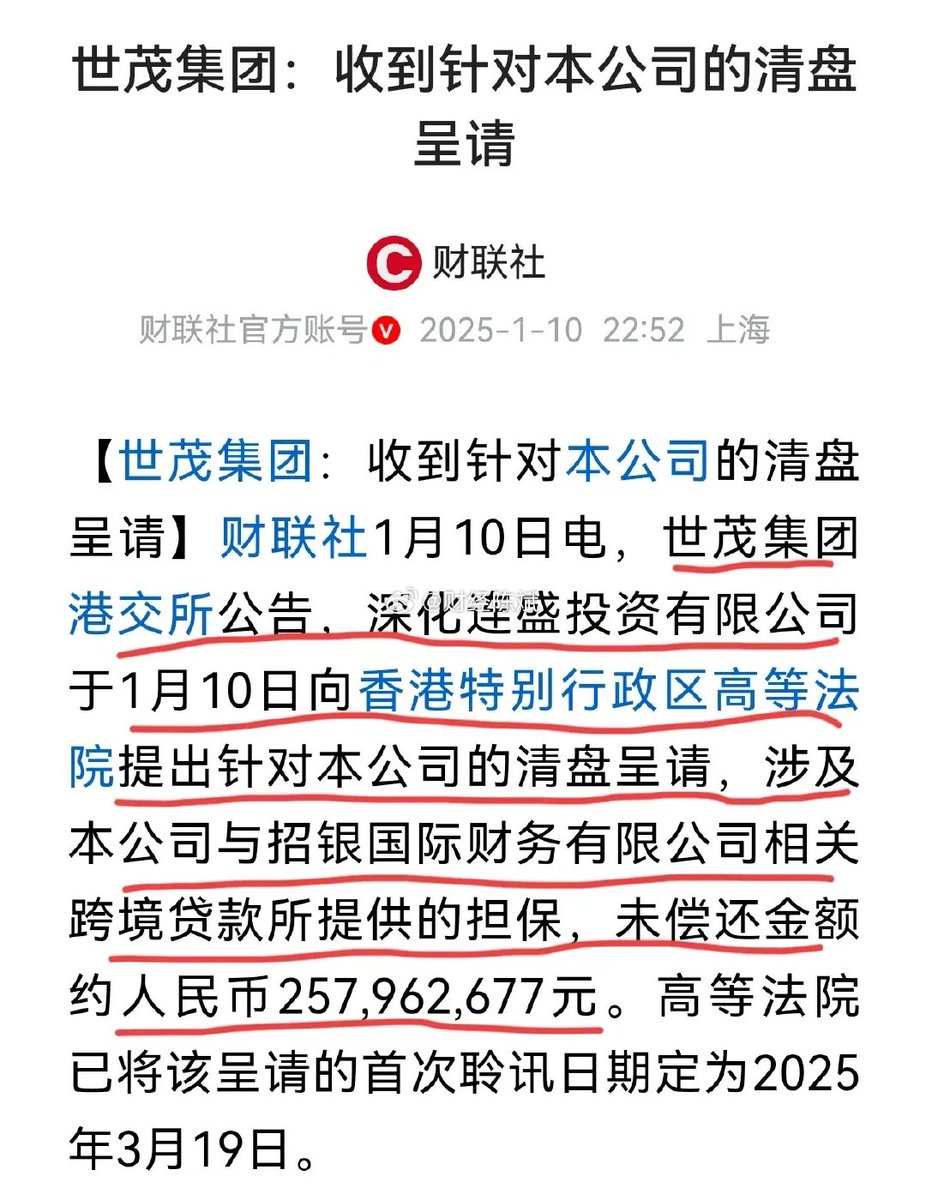 世茂集团：收到针对本公司的清盘
呈请
财联社
财联社官方账号 2025-1-10 22:52 上海
【世茂集团：收到针对本公司的清盘
呈请】财联社1月10日电，世茂集团
港交所公告，深化连盛投资有限公司
@财经陈斌
于1月10日向香港特别行政区高等法
院提出针对本公司的清盘呈请，涉及
本公司与招银国际财务有限公司相关
跨境贷款所提供的担保，未偿还金额
约人民币257,962,677元。高等法院
已将该呈请的首次聆讯日期定为2025
年3月19日。